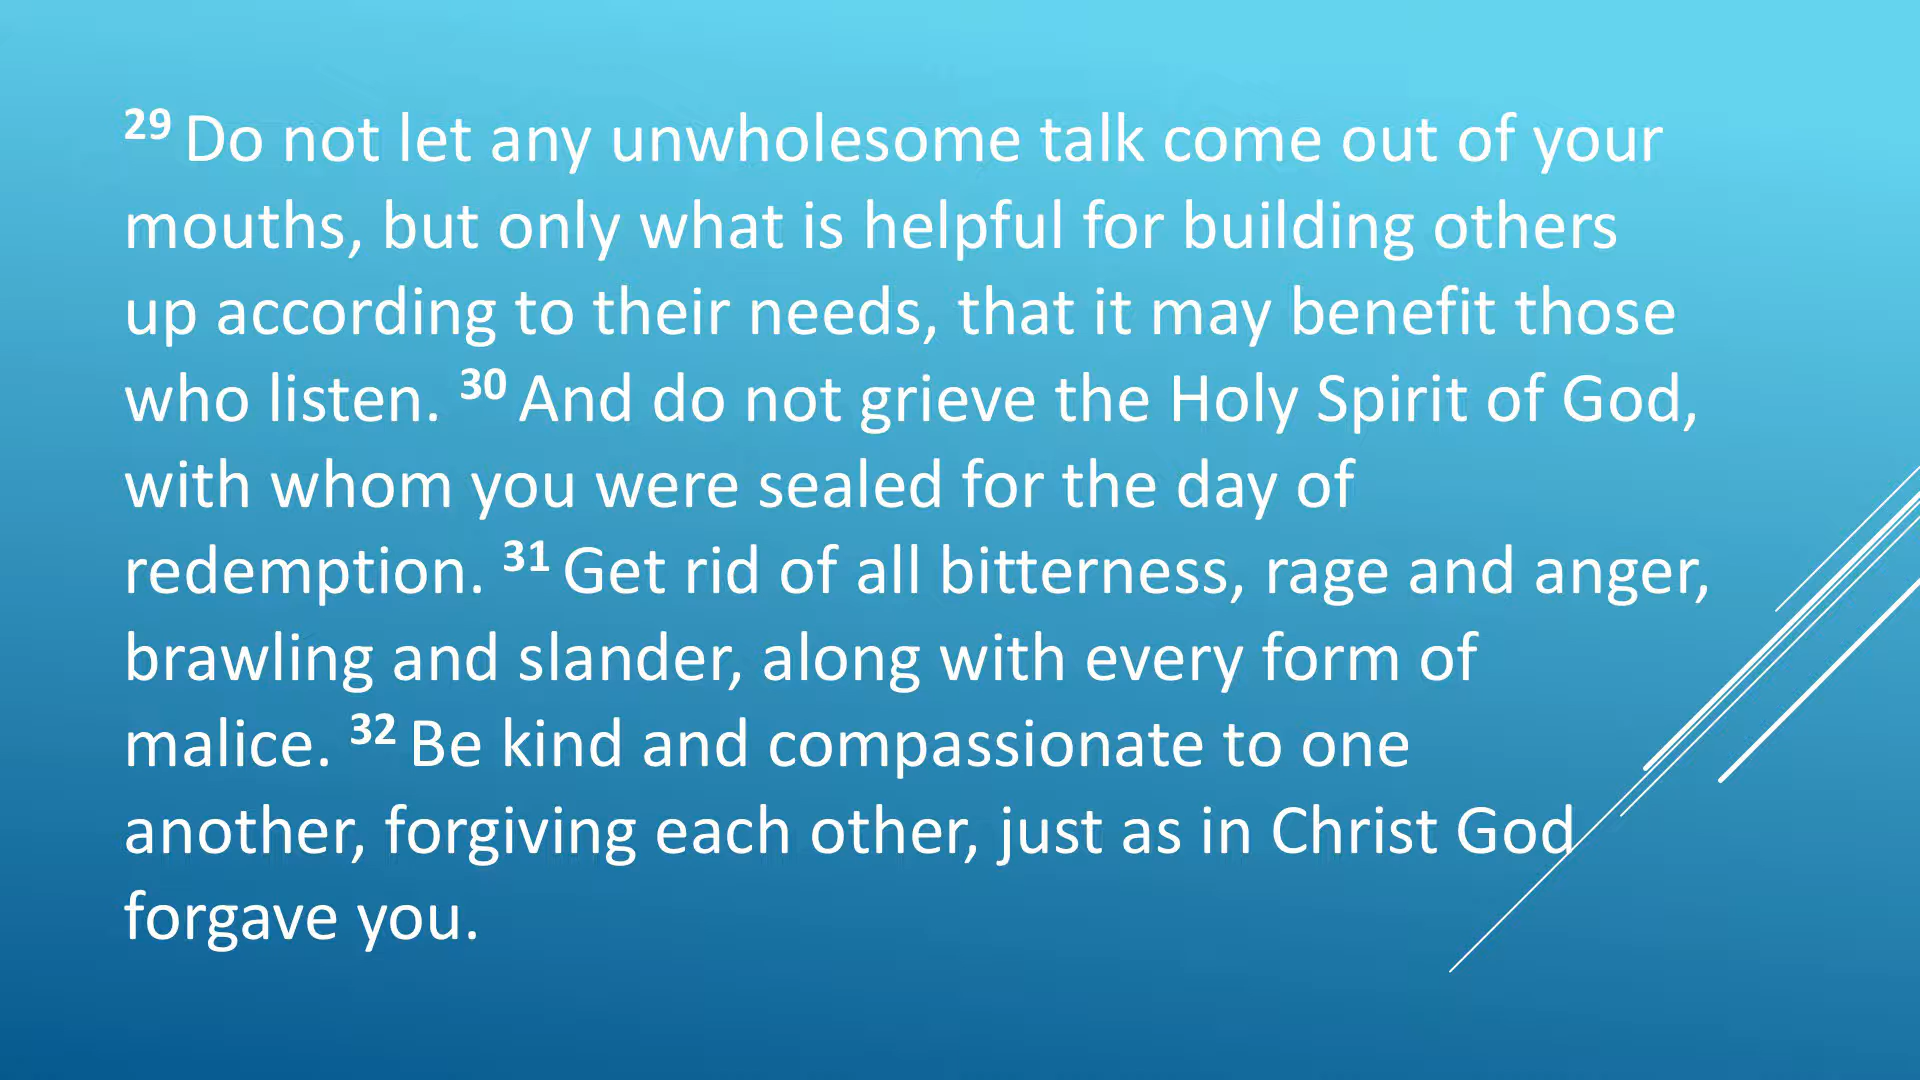 29 Do not let any unwholesome talk come out of your
mouths, but only what is helpful for building others
up according to their needs, that it may benefit those
who listen. 30 And do not grieve the Holy Spirit of God,
with whom you were sealed for the day of
redemption. 31 Get rid of all bitterness, rage and anger,
brawling and slander, along with every form of
malice. 32 Be kind and compassionate to one
another, forgiving each other, just as in Christ God
forgave you.